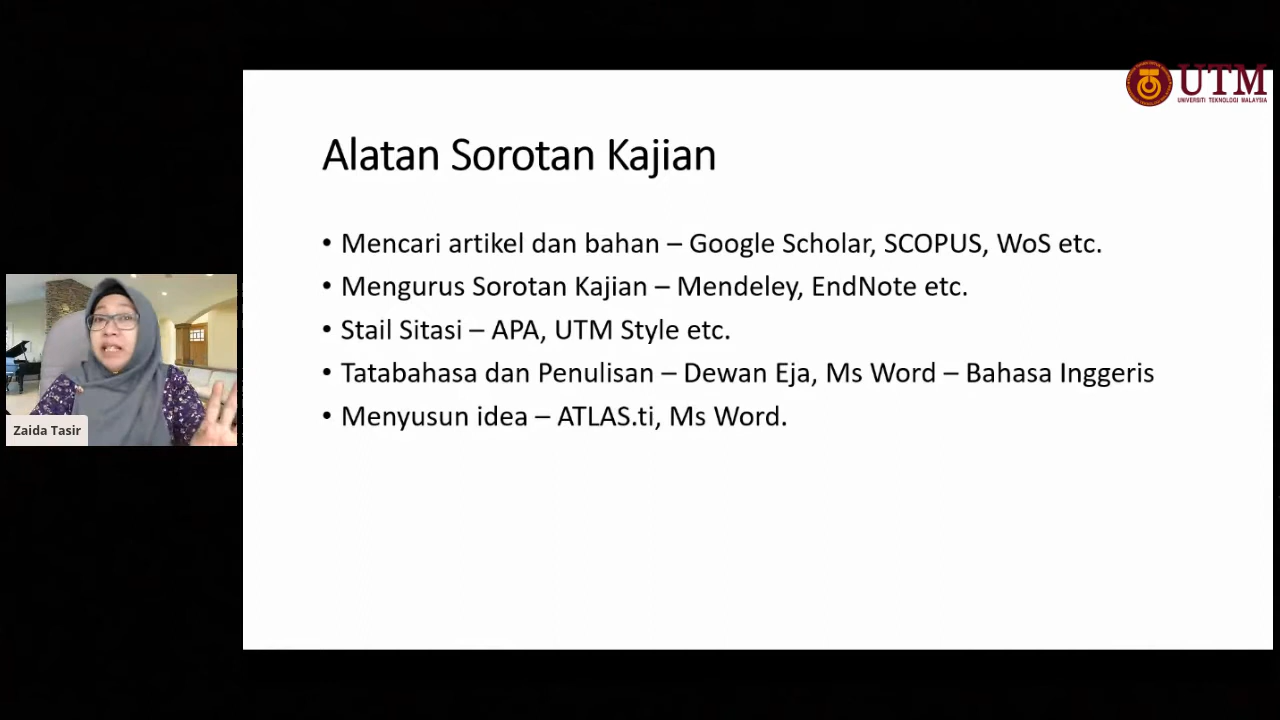 UTM
UNIVERSITI TEKNOLOGI MALAYSIA
Alatan Sorotan Kajian
• Mencari artikel dan bahan – Google Scholar, SCOPUS, WoS etc.
• Mengurus Sorotan Kajian – Mendeley, EndNote etc.
• Stail Sitasi – APA, UTM Style etc.
• Tatabahasa dan Penulisan – Dewan Eja, Ms Word – Bahasa Inggeris
• Menyusun idea – ATLAS.ti, Ms Word.
Zaida Tasir